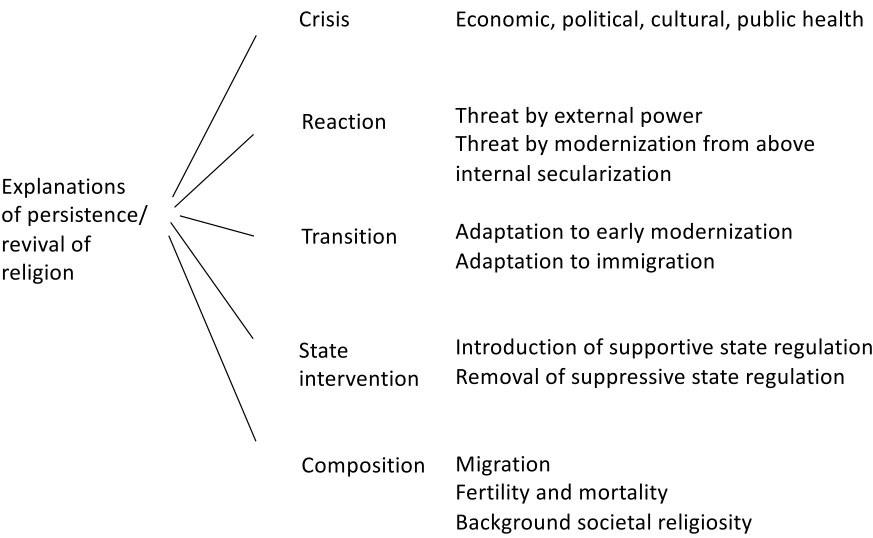 Explanations
of persistence/
revival of
religion
Crisis
Economic, political, cultural, public health
Reaction
Threat by external power
Threat by modernization from above
internal secularization
Transition
Adaptation to early modernization
Adaptation to immigration
State
intervention
Introduction of supportive state regulation
Removal of suppressive state regulation
Composition
Migration
Fertility and mortality
Background societal religiosity